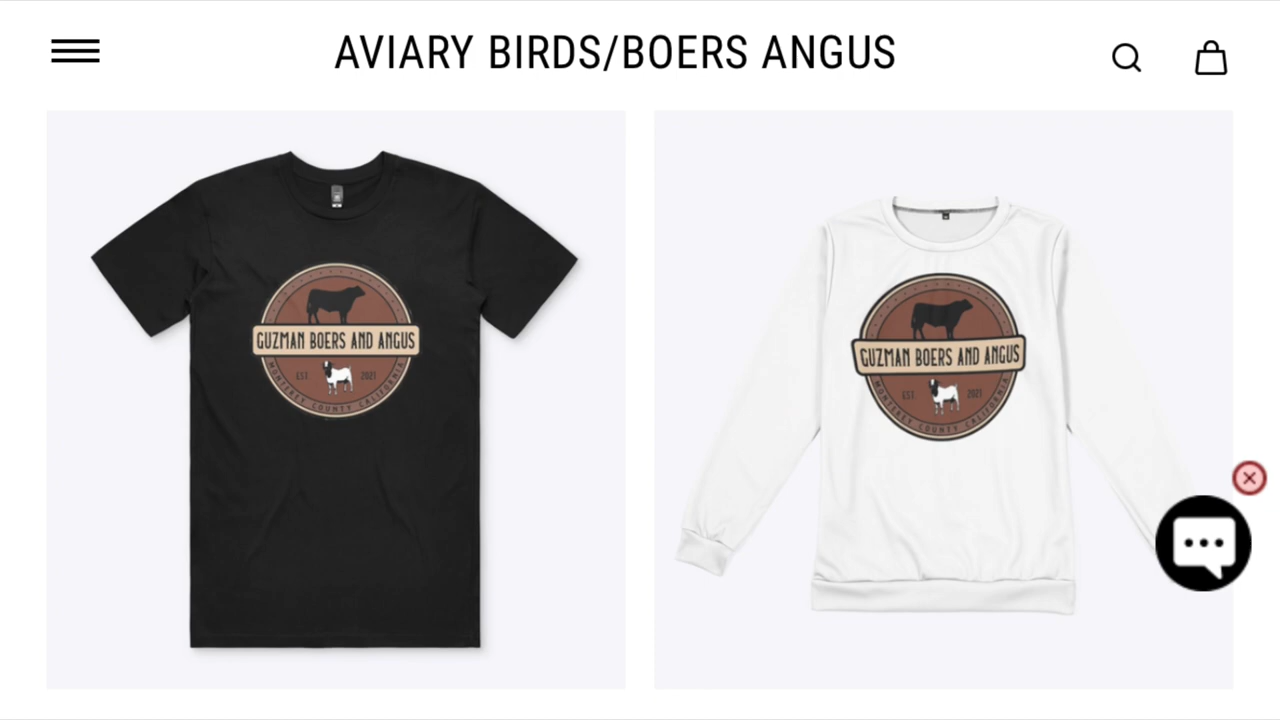 AVIARY BIRDS/BOERS ANGUS
GUZMAN BOERS AND ANGUS
EST. 2021
MONTEREY COUNTY CALIFORNIA
GUZMAN BOERS AND ANGUS
EST. 2021
MONTEREY COUNTY CALIFORNIA